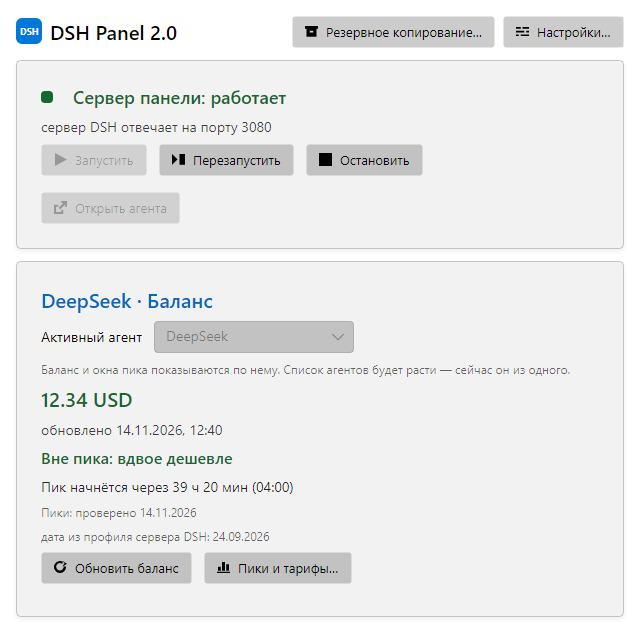 DSH DSH Panel 2.0 Резервное копирование... Настройки...
Сервер панели: работает
сервер DSH отвечает на порту 3080
Запустить Перезапустить Остановить
Открыть агента
DeepSeek · Баланс
Активный агент DeepSeek
Баланс и окна пика показываются по нему. Список агентов будет расти — сейчас он из одного.
12.34 USD
обновлено 14.11.2026, 12:40
Вне пика: вдвое дешевле
Пик начнётся через 39 ч 20 мин (04:00)
Пики: проверено 14.11.2026
дата из профиля сервера DSH: 24.09.2026
Обновить баланс Пики и тарифы...